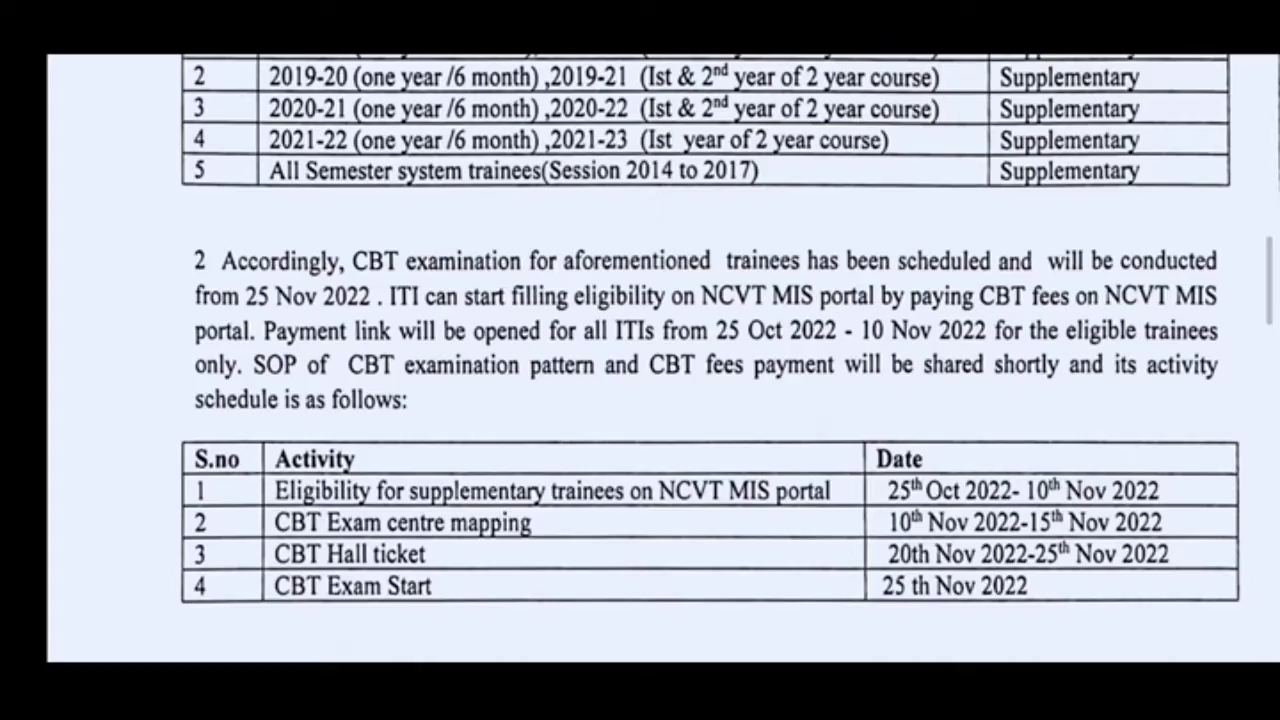 2 2019-20 (one year /6 month) ,2019-21 (Ist & 2nd year of 2 year course) Supplementary
3 2020-21 (one year /6 month) ,2020-22 (Ist & 2nd year of 2 year course) Supplementary
4 2021-22 (one year /6 month) ,2021-23 (Ist year of 2 year course) Supplementary
5 All Semester system trainees(Session 2014 to 2017) Supplementary
2 Accordingly, CBT examination for aforementioned trainees has been scheduled and will be conducted
from 25 Nov 2022 . ITI can start filling eligibility on NCVT MIS portal by paying CBT fees on NCVT MIS
portal. Payment link will be opened for all ITIs from 25 Oct 2022 - 10 Nov 2022 for the eligible trainees
only. SOP of CBT examination pattern and CBT fees payment will be shared shortly and its activity
schedule is as follows:
S.no Activity Date
1 Eligibility for supplementary trainees on NCVT MIS portal 25th Oct 2022- 10th Nov 2022
2 CBT Exam centre mapping 10th Nov 2022-15th Nov 2022
3 CBT Hall ticket 20th Nov 2022-25th Nov 2022
4 CBT Exam Start 25 th Nov 2022